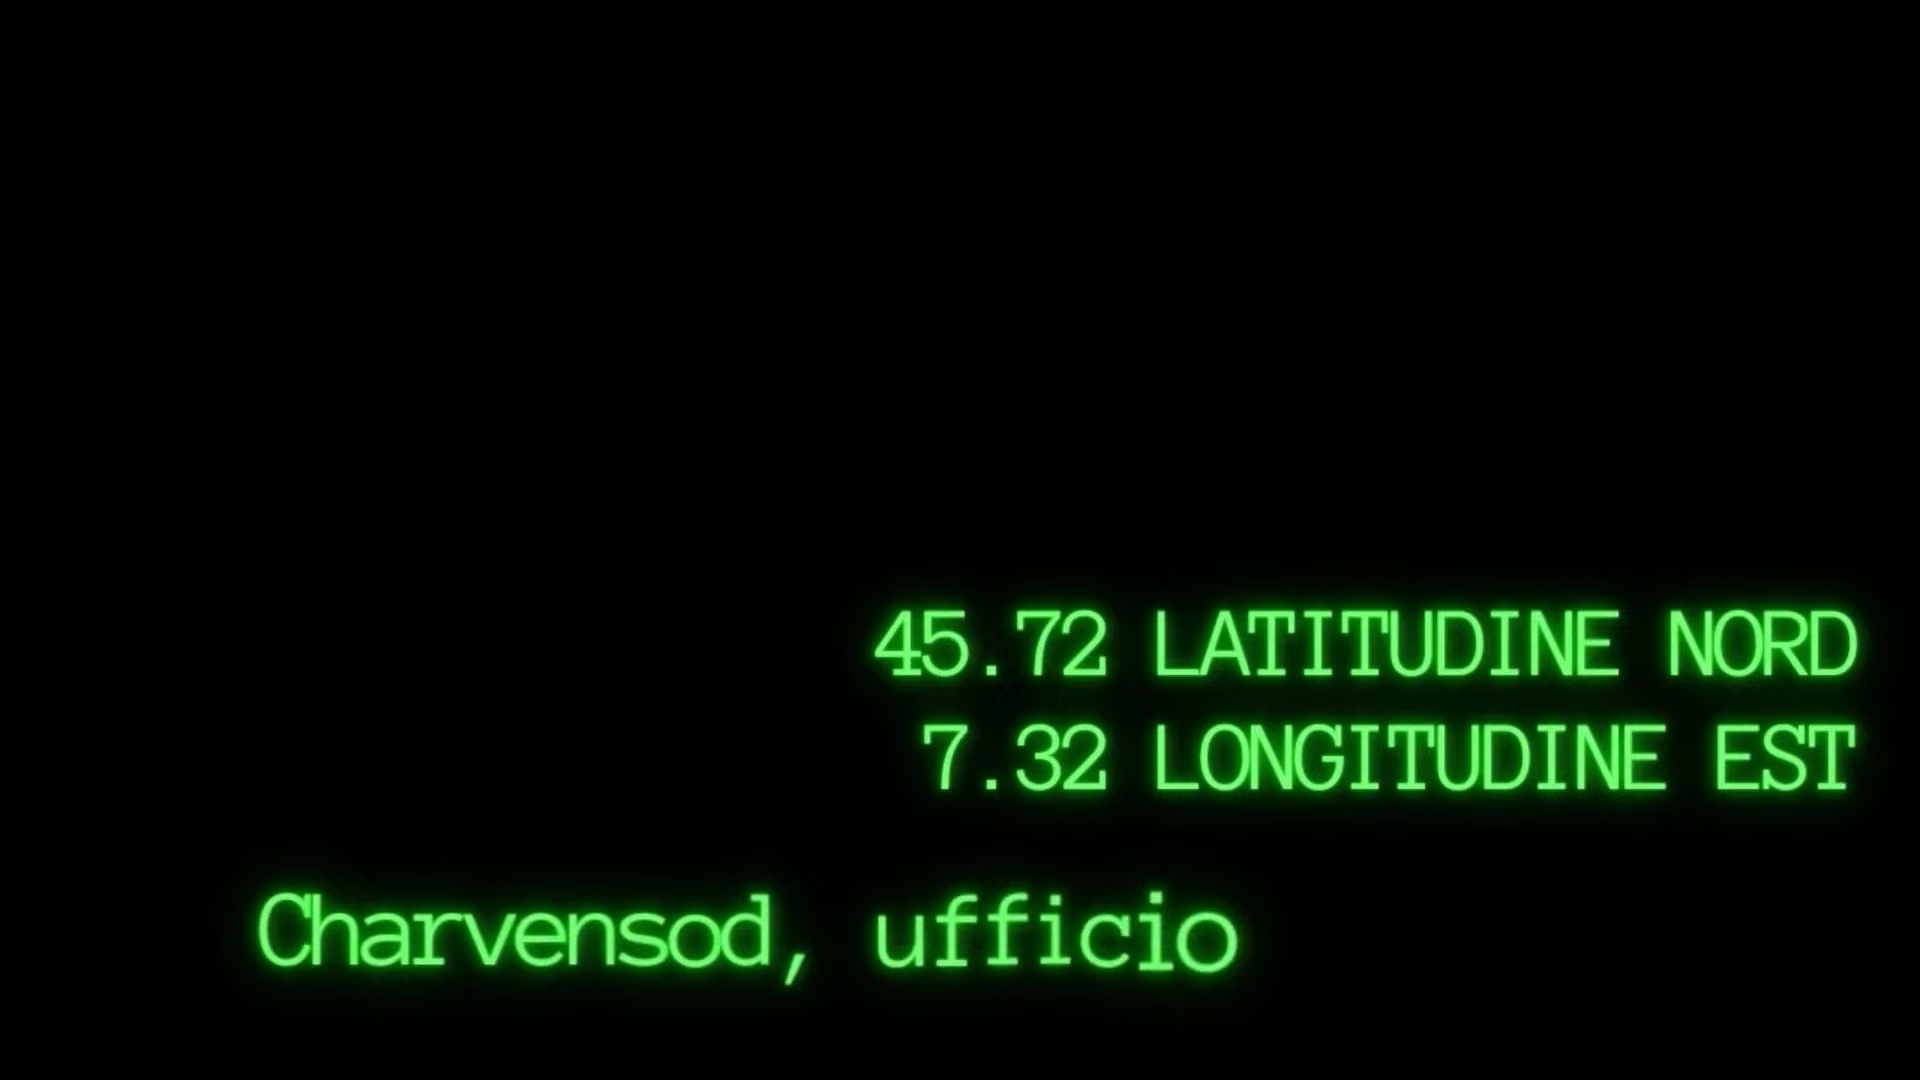 45.72 LATITUDINE NORD
7.32 LONGITUDINE EST
Charvensod, ufficio